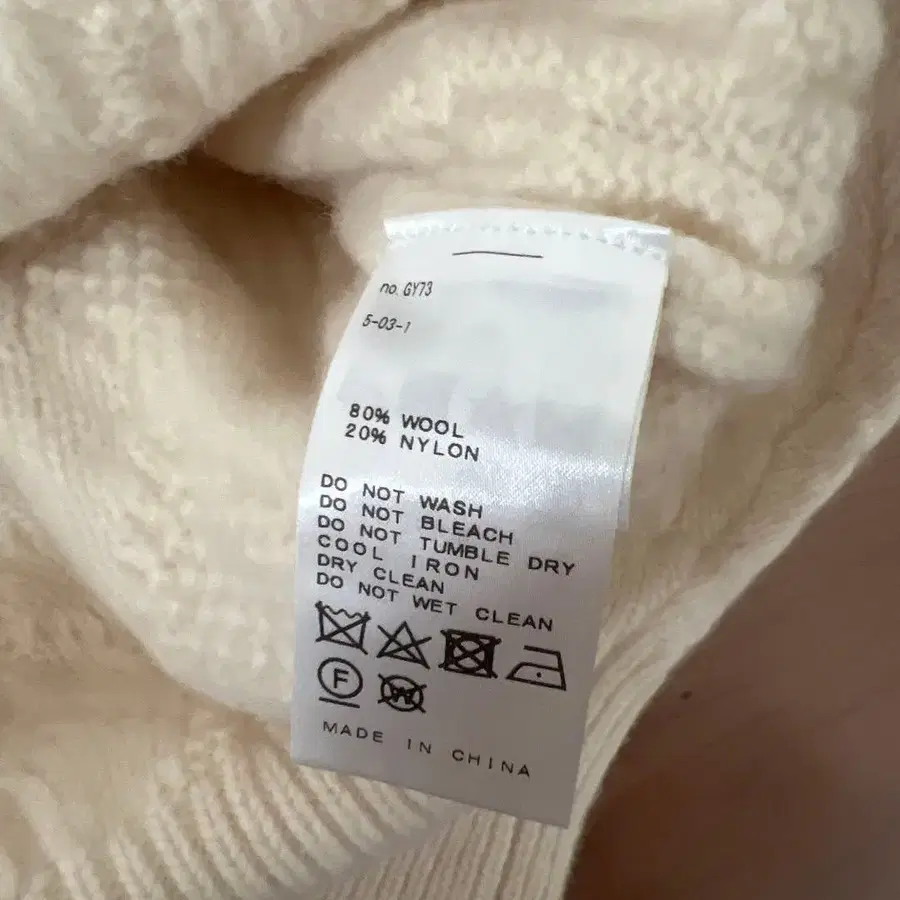 no. GY73
5-03-1
80% WOOL
20% NYLON
DO NOT WASH
DO NOT BLEACH
DO NOT TUMBLE DRY
COOL IRON
DRY CLEAN
DO NOT WET CLEAN
F W
MADE IN CHINA